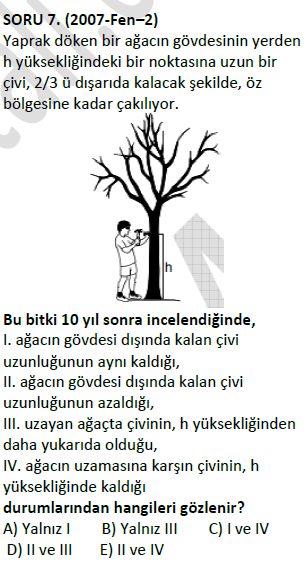 SORU 7. (2007-Fen–2)
Yaprak döken bir ağacın gövdesinin yerden
h yüksekliğindeki bir noktasına uzun bir
çivi, 2/3 ü dışarıda kalacak şekilde, öz
bölgesine kadar çakılıyor.
h
Bu bitki 10 yıl sonra incelendiğinde,
I. ağacın gövdesi dışında kalan çivi
uzunluğunun aynı kaldığı,
II. ağacın gövdesi dışında kalan çivi
uzunluğunun azaldığı,
III. uzayan ağaçta çivinin, h yüksekliğinden
daha yukarıda olduğu,
IV. ağacın uzamasına karşın çivinin, h
yüksekliğinde kaldığı
durumlarından hangileri gözlenir?
A) Yalnız I B) Yalnız III C) I ve IV
D) II ve III E) II ve IV